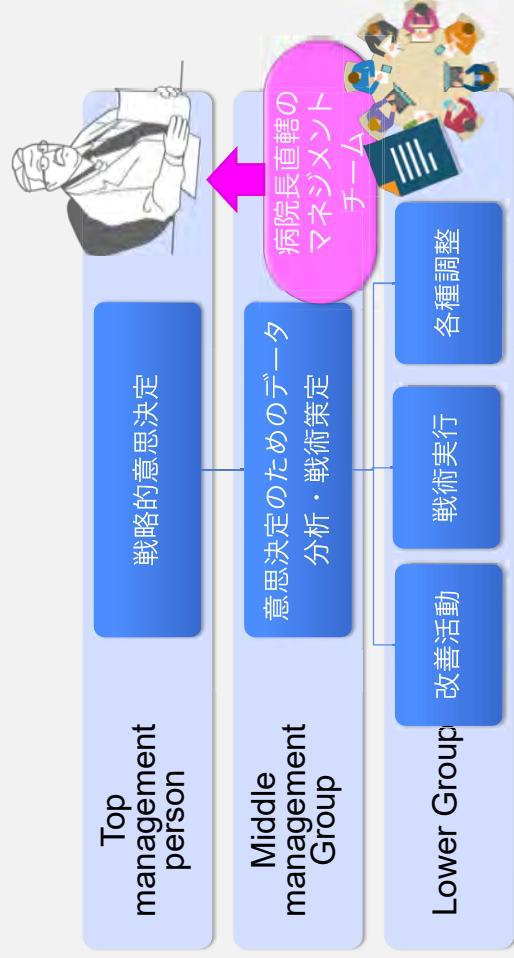 Top
management
person
戦略的意思決定
Middle
management
Group
意思決定のためのデータ
分析・戦術策定
病院長直轄の
マネジメント
チーム
Lower Group
改善活動
戦術実行
各種調整